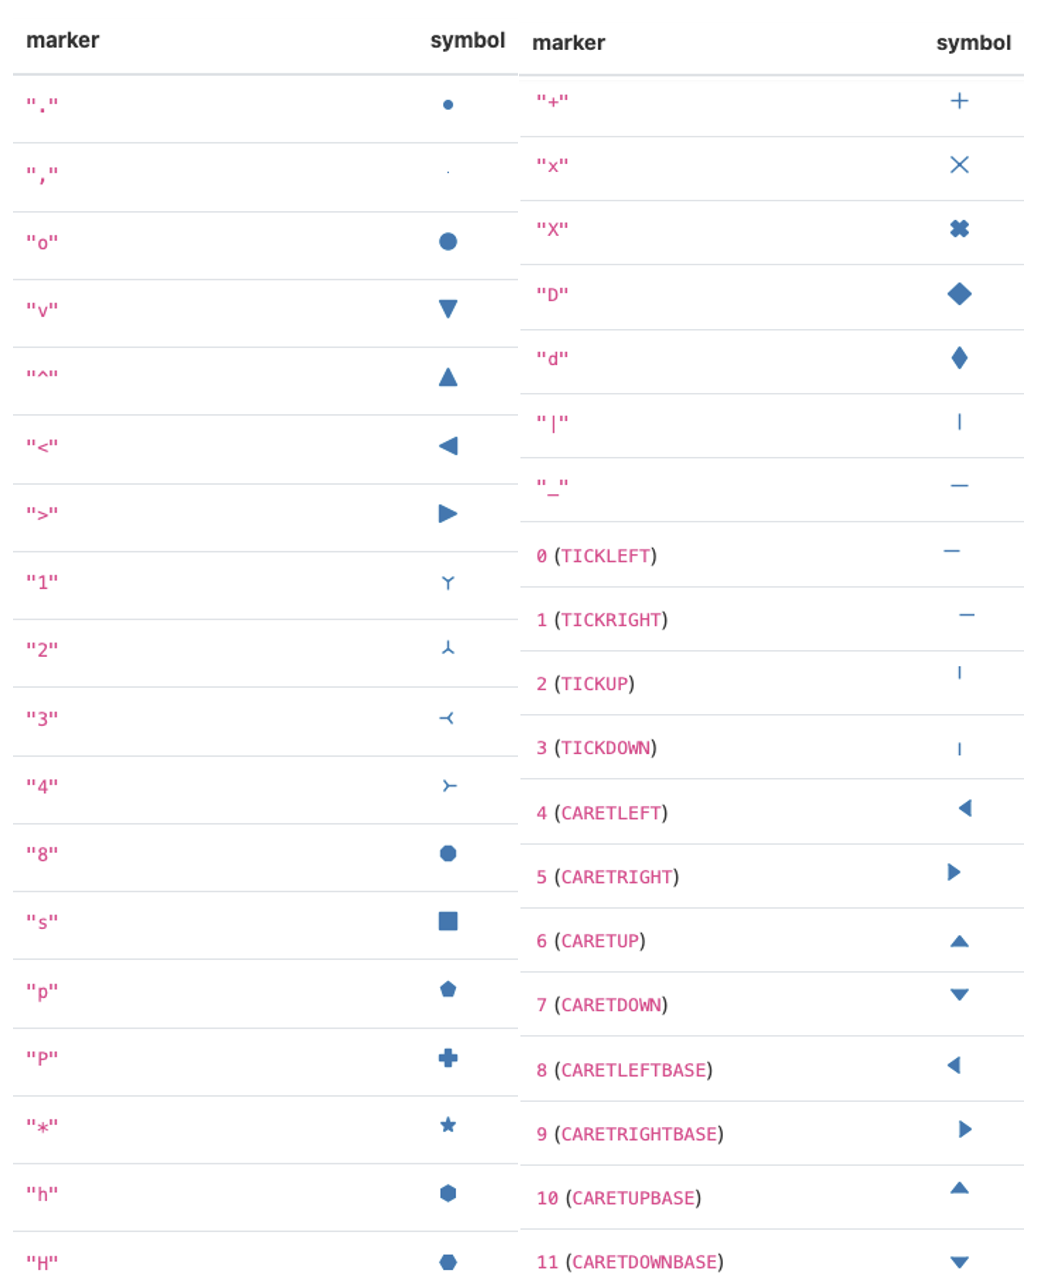 marker symbol
"."
","
"o"
"v"
"^"
"<"
">"
"1"
"2"
"3"
"4"
"8"
"s"
"p"
"P"
"*"
"h"
"H"
marker symbol
"+"
"x"
"X"
"D"
"d"
"|"
"_"
0 (TICKLEFT)
1 (TICKRIGHT)
2 (TICKUP)
3 (TICKDOWN)
4 (CARETLEFT)
5 (CARETRIGHT)
6 (CARETUP)
7 (CARETDOWN)
8 (CARETLEFTBASE)
9 (CARETRIGHTBASE)
10 (CARETUPBASE)
11 (CARETDOWNBASE)